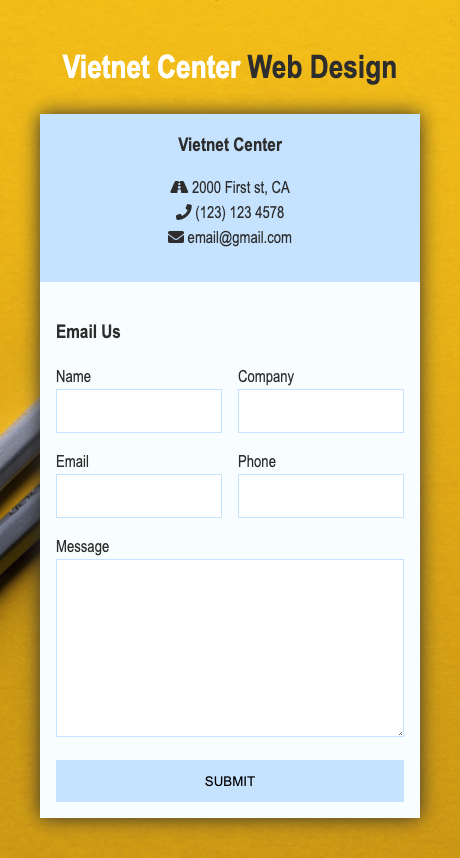 Vietnet Center Web Design
Vietnet Center
2000 First st, CA
(123) 123 4578
email@gmail.com
Email Us
Name
Company
Email
Phone
Message
SUBMIT